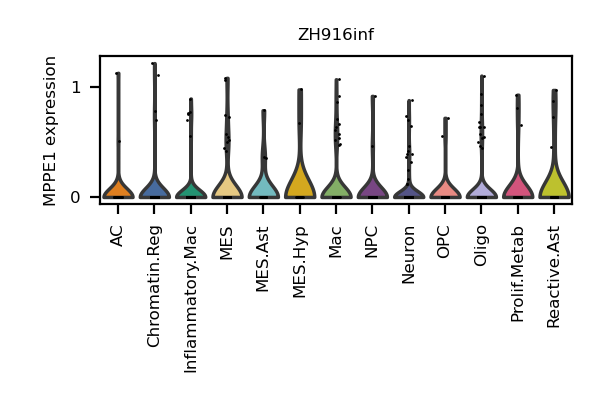 ZH916inf
MPPE1 expression
1
0
AC
Chromatin.Reg
Inflammatory.Mac
MES
MES.Ast
MES.Hyp
Mac
NPC
Neuron
OPC
Oligo
Prolif.Metab
Reactive.Ast